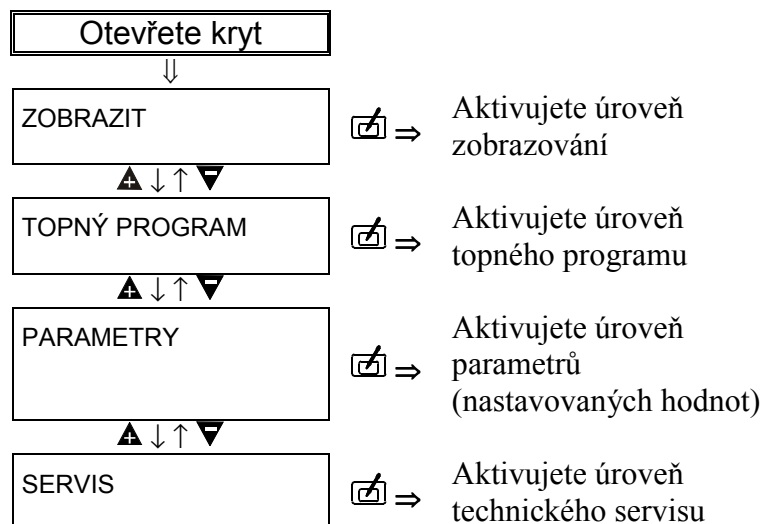 Otevřete kryt
⇓
ZOBRAZIT
⇒ Aktivujete úroveň
zobrazování
+ ↓ ↑ −
TOPNÝ PROGRAM
⇒ Aktivujete úroveň
topného programu
+ ↓ ↑ −
PARAMETRY
⇒ Aktivujete úroveň
parametrů
(nastavovaných hodnot)
+ ↓ ↑ −
SERVIS
⇒ Aktivujete úroveň
technického servisu